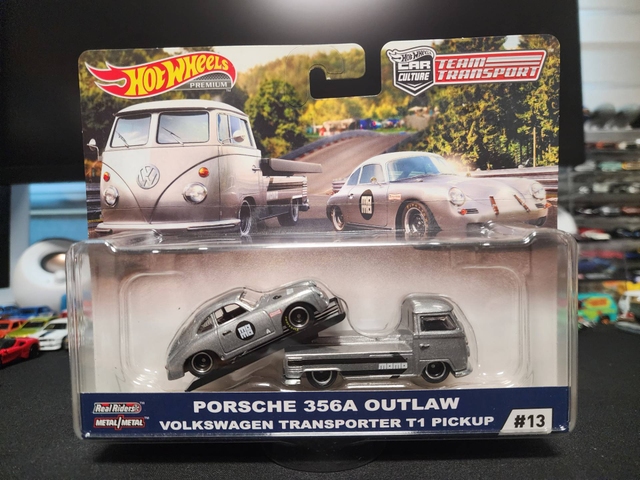 Hot Wheels
PREMIUM
Hot Wheels
CAR
CULTURE
TEAM
TRANSPORT
Real Riders
METAL/METAL
PORSCHE 356A OUTLAW
VOLKSWAGEN TRANSPORTER T1 PICKUP
#13